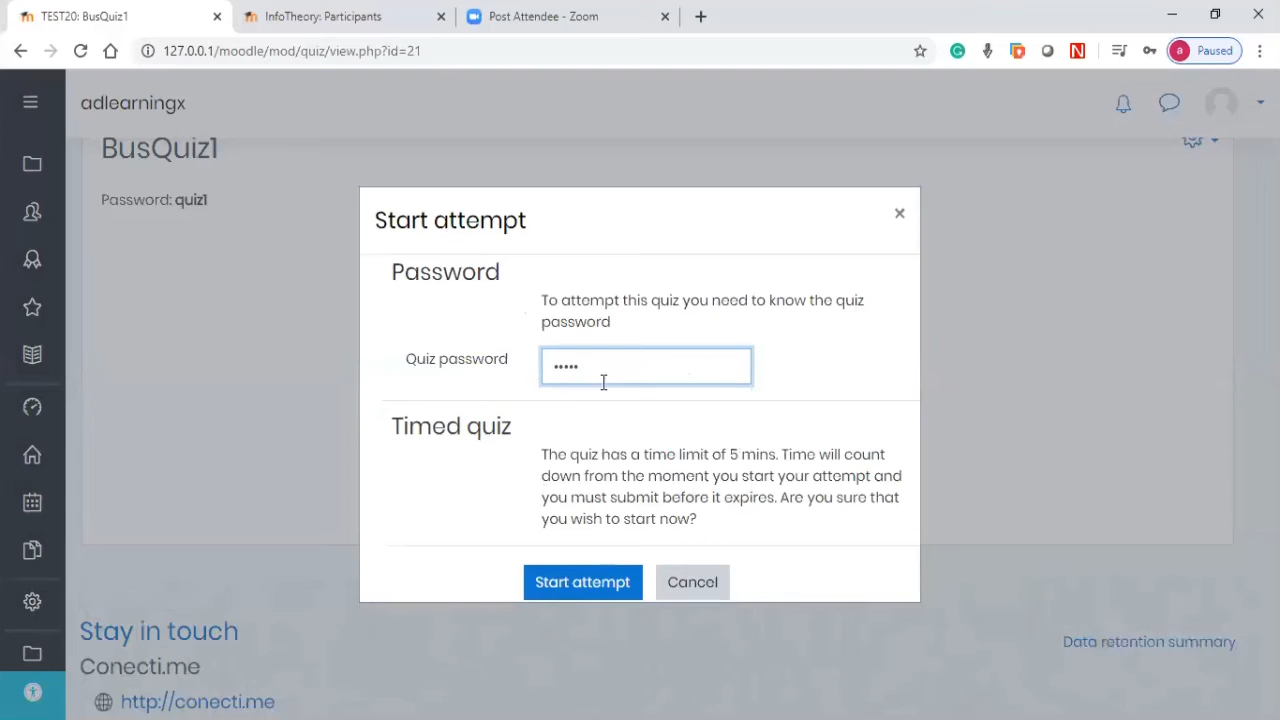 TEST20: BusQuiz1
InfoTheory: Participants
Post Attendee - Zoom
127.0.0.1/moodle/mod/quiz/view.php?id=21
a Paused
adlearningx
BusQuiz1
Password: quiz1
Start attempt
Password
To attempt this quiz you need to know the quiz
password
Quiz password
•••••
Timed quiz
The quiz has a time limit of 5 mins. Time will count
down from the moment you start your attempt and
you must submit before it expires. Are you sure that
you wish to start now?
Start attempt
Cancel
Stay in touch
Data retention summary
Conecti.me
http://conecti.me